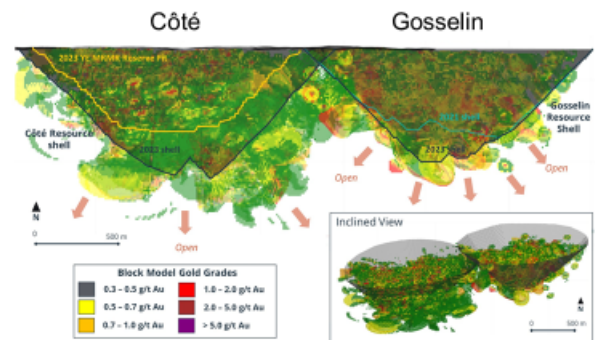 Côté
Gosselin
2023 YE MRMR Reserve Pit
Côté Resource
shell
2023 shell
2023 shell
Gosselin
Resource
Shell
Open
Open
Open
N
0 500 m
Block Model Gold Grades
0.3 – 0.5 g/t Au
1.0 – 2.0 g/t Au
0.5 – 0.7 g/t Au
2.0 – 5.0 g/t Au
0.7 – 1.0 g/t Au
> 5.0 g/t Au
Inclined View
N
0 500 m